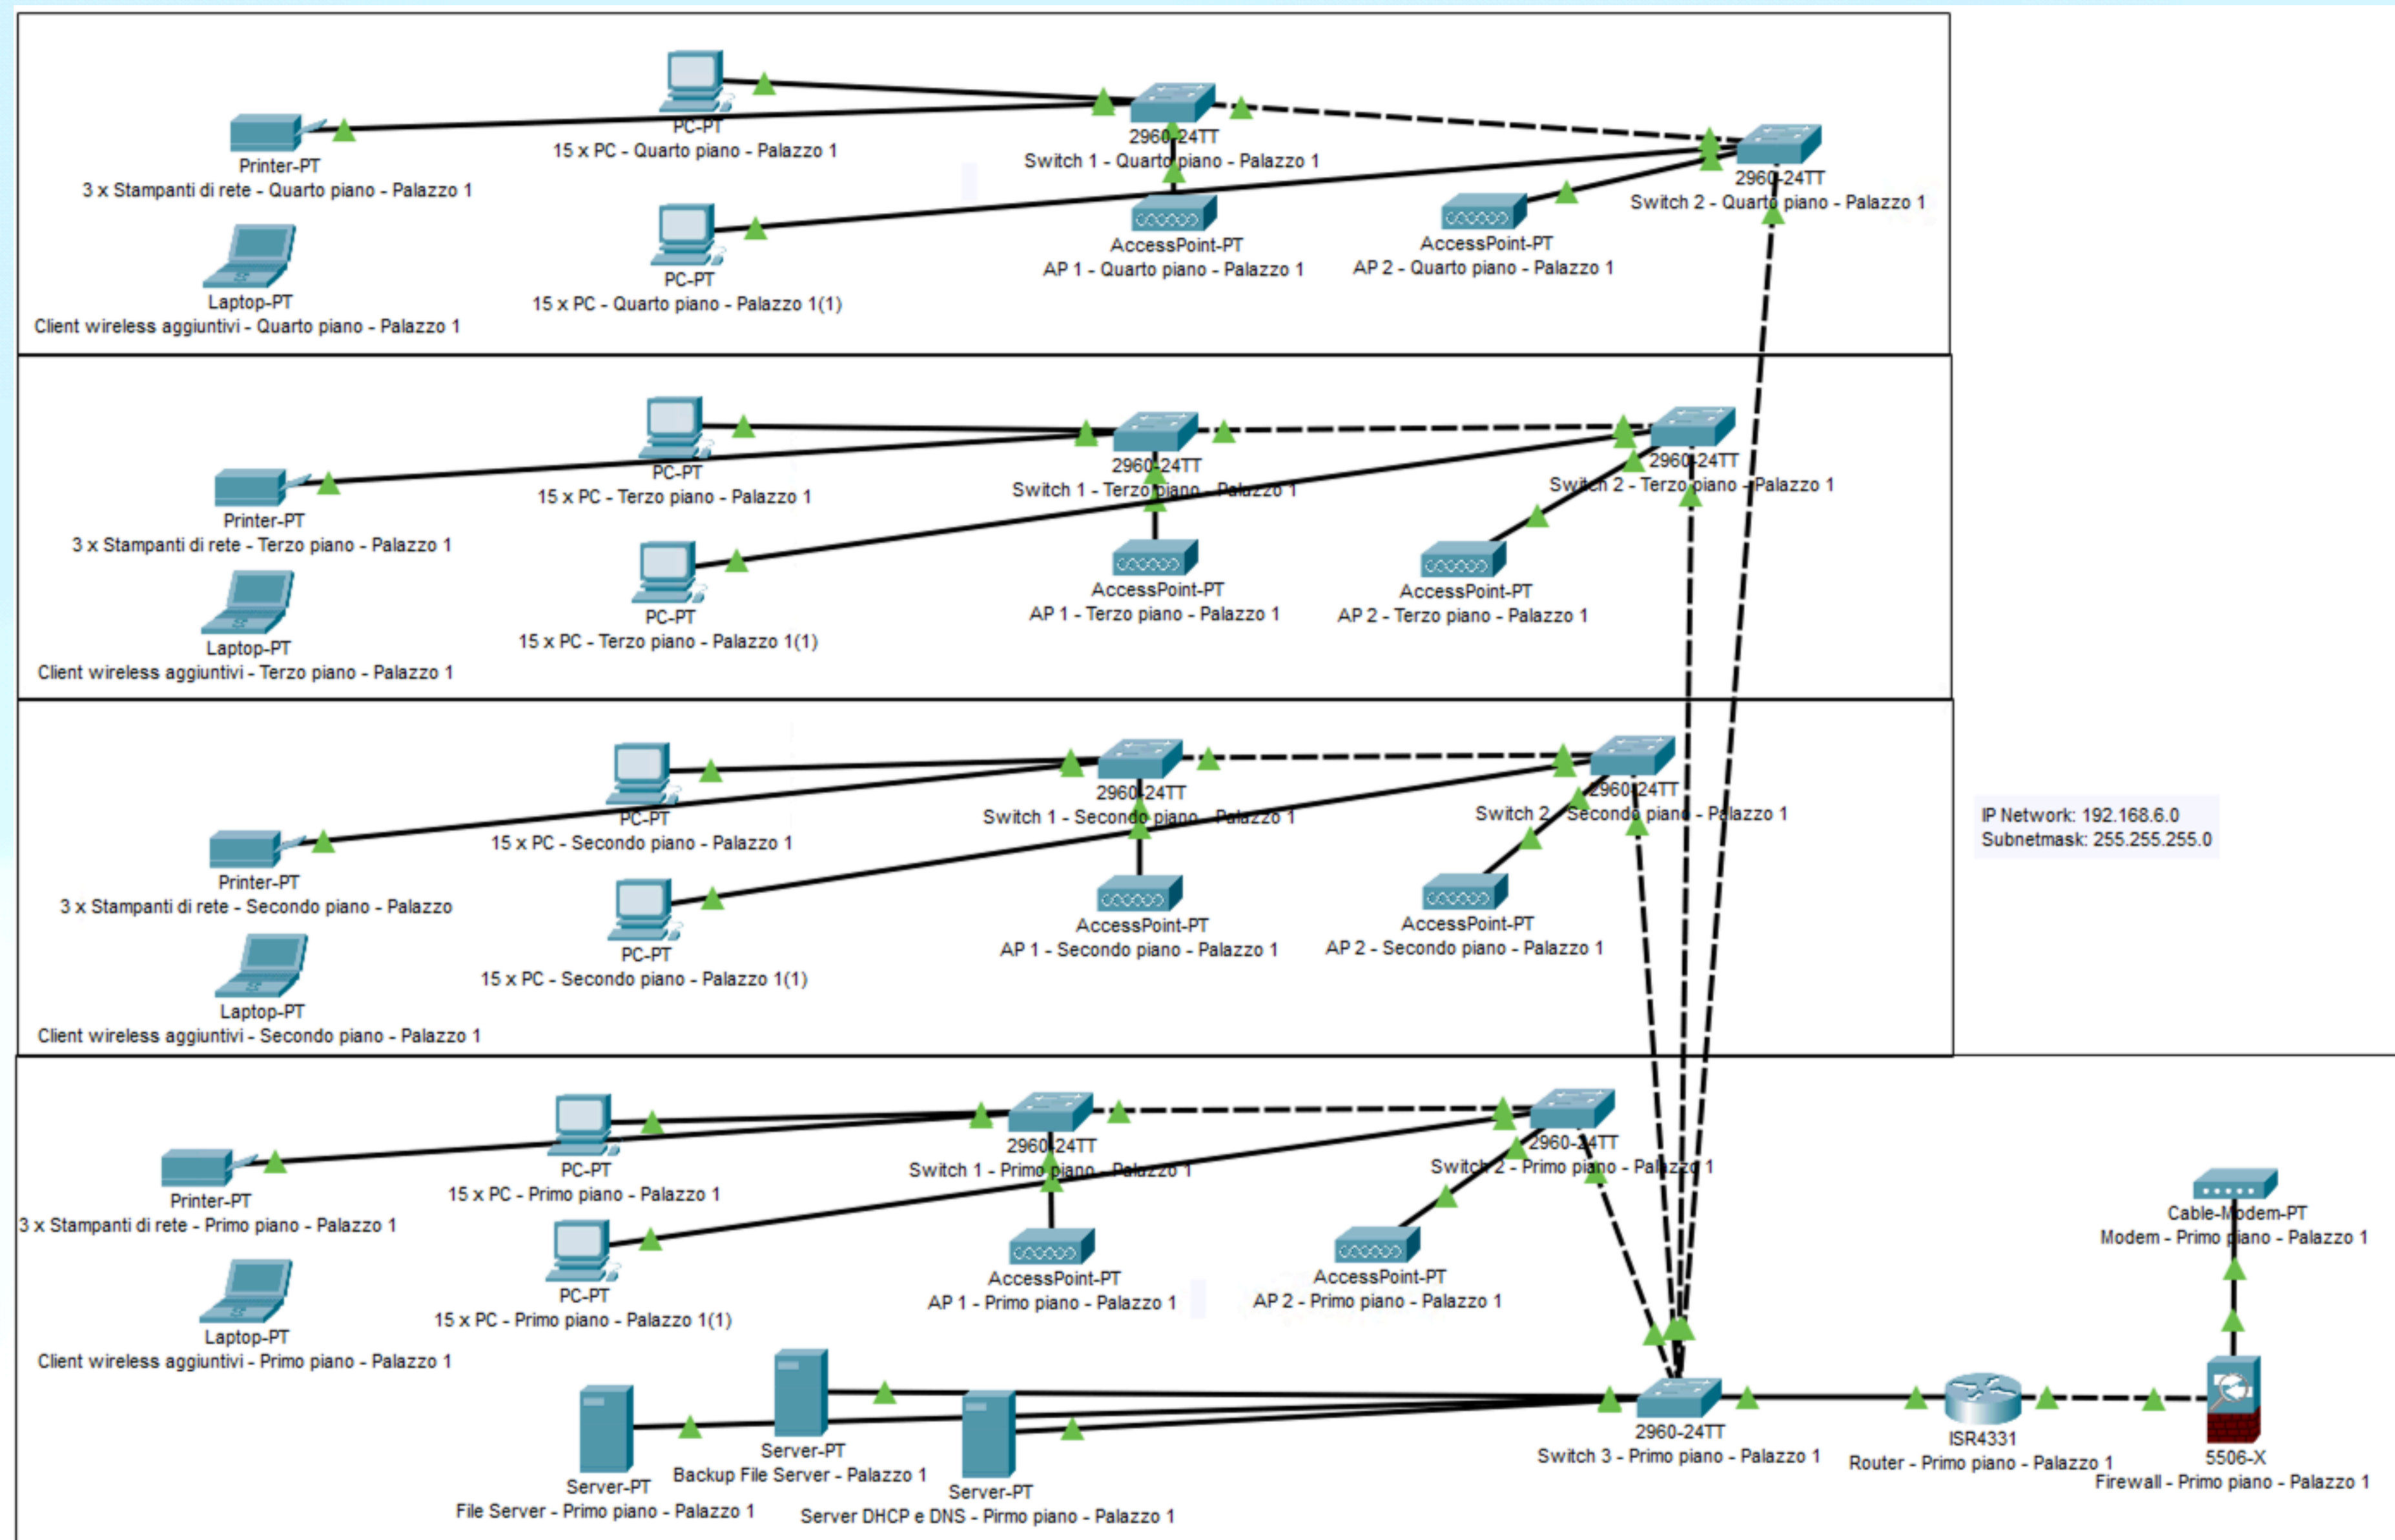 PC-PT
15 x PC - Quarto piano - Palazzo 1
Printer-PT
3 x Stampanti di rete - Quarto piano - Palazzo 1
2960-24TT
Switch 1 - Quarto piano - Palazzo 1
2960-24TT
Switch 2 - Quarto piano - Palazzo 1
Laptop-PT
Client wireless aggiuntivi - Quarto piano - Palazzo 1
PC-PT
15 x PC - Quarto piano - Palazzo 1(1)
AccessPoint-PT
AP 1 - Quarto piano - Palazzo 1
AccessPoint-PT
AP 2 - Quarto piano - Palazzo 1
PC-PT
15 x PC - Terzo piano - Palazzo 1
Printer-PT
3 x Stampanti di rete - Terzo piano - Palazzo 1
2960-24TT
Switch 1 - Terzo piano - Palazzo 1
2960-24TT
Switch 2 - Terzo piano - Palazzo 1
Laptop-PT
Client wireless aggiuntivi - Terzo piano - Palazzo 1
PC-PT
15 x PC - Terzo piano - Palazzo 1(1)
AccessPoint-PT
AP 1 - Terzo piano - Palazzo 1
AccessPoint-PT
AP 2 - Terzo piano - Palazzo 1
PC-PT
15 x PC - Secondo piano - Palazzo 1
Printer-PT
3 x Stampanti di rete - Secondo piano - Palazzo
2960-24TT
Switch 1 - Secondo piano - Palazzo 1
2960-24TT
Switch 2 - Secondo piano - Palazzo 1
IP Network: 192.168.6.0
Subnetmask: 255.255.255.0
Laptop-PT
Client wireless aggiuntivi - Secondo piano - Palazzo 1
PC-PT
15 x PC - Secondo piano - Palazzo 1(1)
AccessPoint-PT
AP 1 - Secondo piano - Palazzo 1
AccessPoint-PT
AP 2 - Secondo piano - Palazzo 1
PC-PT
15 x PC - Primo piano - Palazzo 1
Printer-PT
3 x Stampanti di rete - Primo piano - Palazzo 1
2960-24TT
Switch 1 - Primo piano - Palazzo 1
2960-24TT
Switch 2 - Primo piano - Palazzo 1
Cable-Modem-PT
Modem - Primo piano - Palazzo 1
Laptop-PT
Client wireless aggiuntivi - Primo piano - Palazzo 1
PC-PT
15 x PC - Primo piano - Palazzo 1(1)
AccessPoint-PT
AP 1 - Primo piano - Palazzo 1
AccessPoint-PT
AP 2 - Primo piano - Palazzo 1
Server-PT
File Server - Primo piano - Palazzo 1
Server-PT
Backup File Server - Palazzo 1
Server-PT
Server DHCP e DNS - Pirmo piano - Palazzo 1
2960-24TT
Switch 3 - Primo piano - Palazzo 1
ISR4331
Router - Primo piano - Palazzo 1
5506-X
Firewall - Primo piano - Palazzo 1